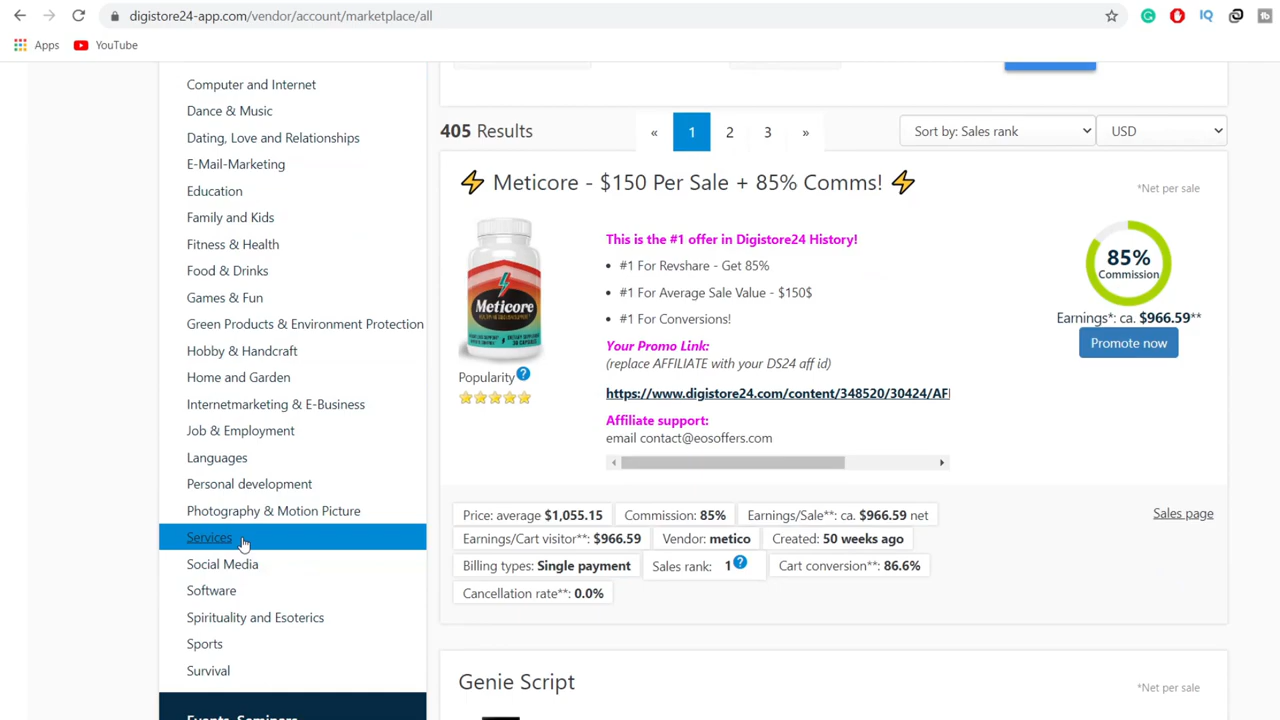 digistore24-app.com/vendor/account/marketplace/all
Apps
YouTube
Computer and Internet
Dance & Music
Dating, Love and Relationships
E-Mail-Marketing
Education
Family and Kids
Fitness & Health
Food & Drinks
Games & Fun
Green Products & Environment Protection
Hobby & Handcraft
Home and Garden
Internetmarketing & E-Business
Job & Employment
Languages
Personal development
Photography & Motion Picture
Services
Social Media
Software
Spirituality and Esoterics
Sports
Survival
405 Results
« 1 2 3 »
Sort by: Sales rank
USD
⚡ Meticore - $150 Per Sale + 85% Comms! ⚡
*Net per sale
Meticore
Popularity ?
This is the #1 offer in Digistore24 History!
#1 For Revshare - Get 85%
#1 For Average Sale Value - $150$
#1 For Conversions!
Your Promo Link:
(replace AFFILIATE with your DS24 aff id)
https://www.digistore24.com/content/348520/30424/AF
Affiliate support:
email contact@eosoffers.com
85%
Commission
Earnings*: ca. $966.59**
Promote now
Price: average $1,055.15
Commission: 85%
Earnings/Sale**: ca. $966.59 net
Sales page
Earnings/Cart visitor**: $966.59
Vendor: metico
Created: 50 weeks ago
Billing types: Single payment
Sales rank: 1 ?
Cart conversion**: 86.6%
Cancellation rate**: 0.0%
Genie Script
*Net per sale